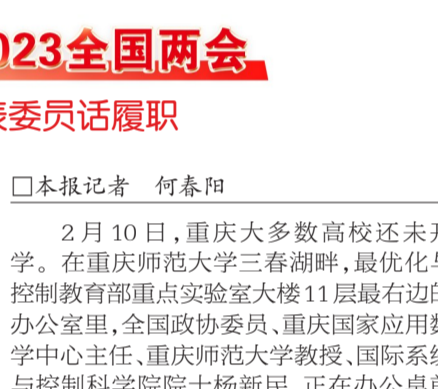 023全国两会
委员话履职
□本报记者 何春阳
2月10日,重庆大多数高校还未
学。在重庆师范大学三春湖畔,最优化与
控制教育部重点实验室大楼11层最右边的
办公室里,全国政协委员、重庆国家应用数
学中心主任、重庆师范大学教授、国际系统
与控制科学院院士杨新民,正在办公桌前